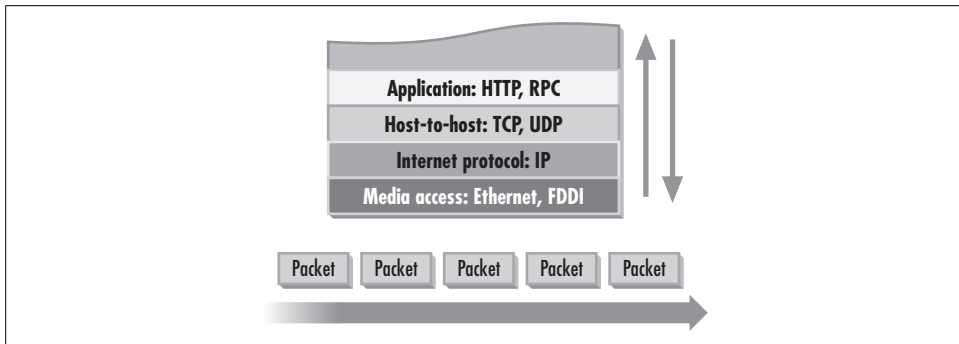 Application: HTTP, RPC
Host-to-host: TCP, UDP
Internet protocol: IP
Media access: Ethernet, FDDI
Packet Packet Packet Packet Packet